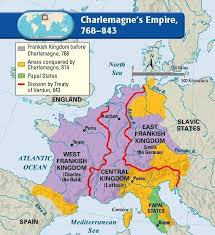 Charlemagne's Empire,
768–843
Frankish Kingdom before
Charlemagne, 768
Areas conquered by
Charlemagne, 814
Papal States
Division by Treaty
of Verdun, 843
North
Sea
ENGLAND
Aachen
SLAVIC
STATES
Paris
EAST
FRANKISH
KINGDOM
(Louis the German)
WEST
FRANKISH
KINGDOM
(Charles the
Bald)
ATLANTIC
OCEAN
CENTRAL
KINGDOM
(Lothair)
SPAIN
Corsica
PAPAL
STATES
Rome
Mediterranean
Sea